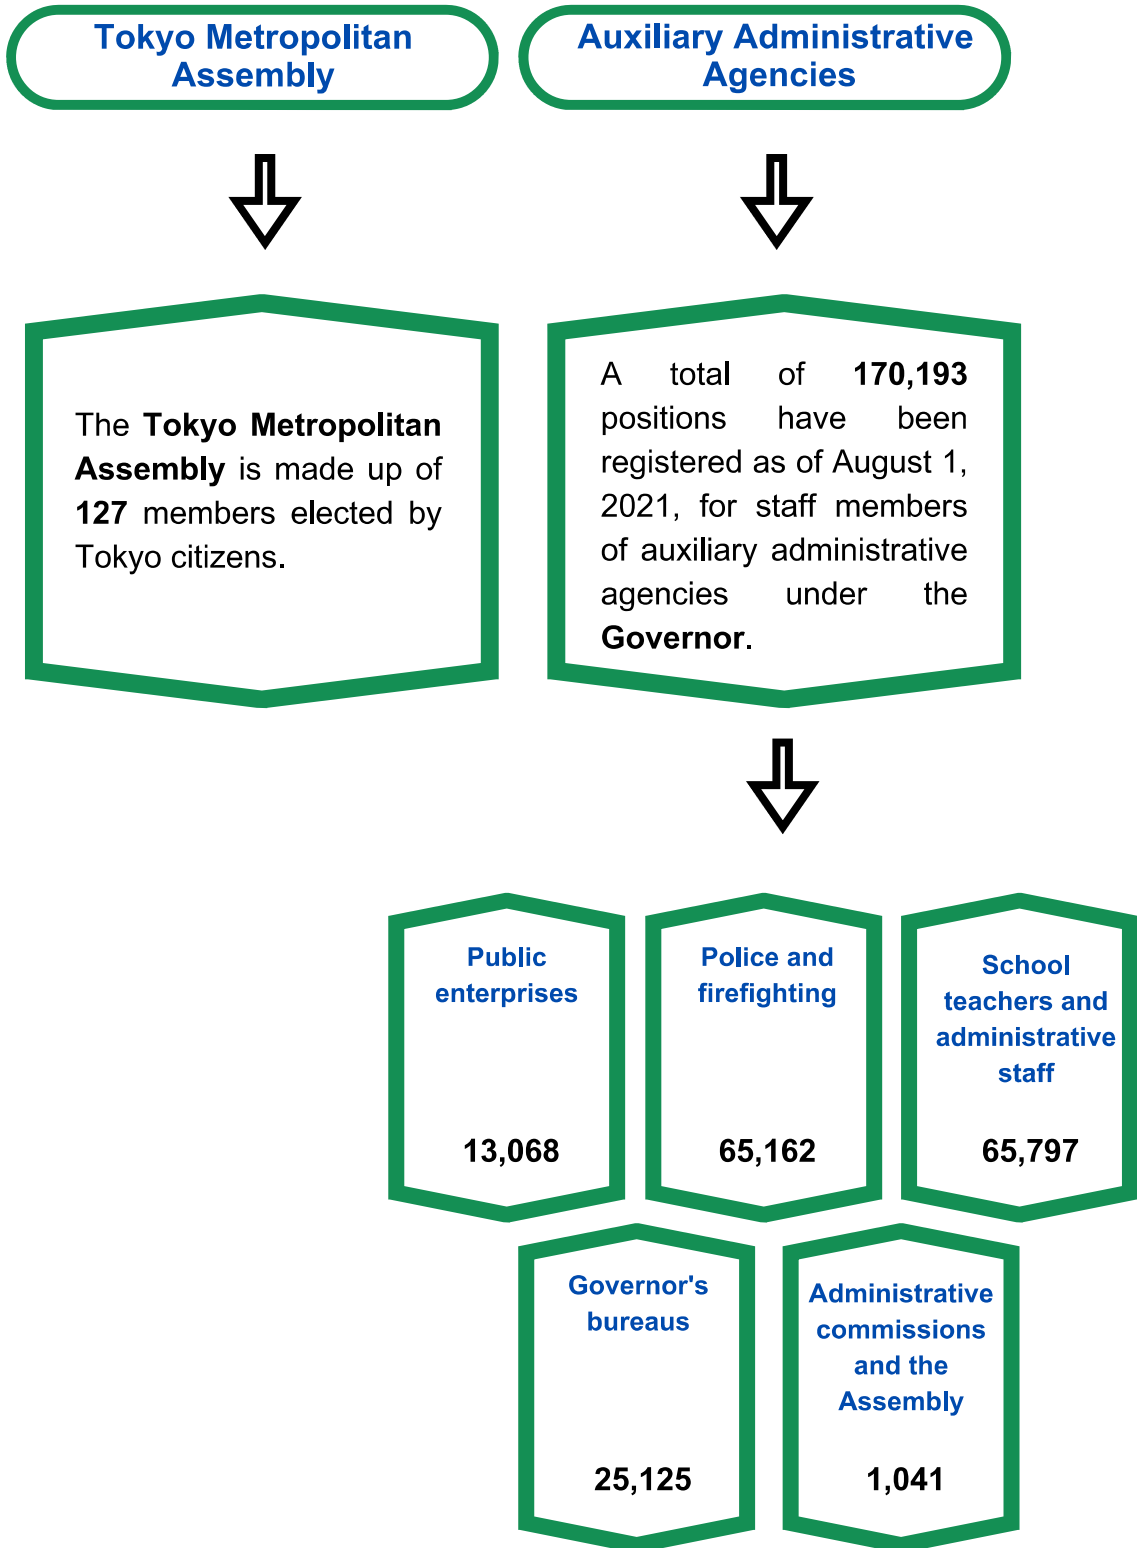 Tokyo Metropolitan
Assembly
Auxiliary Administrative
Agencies
The Tokyo Metropolitan
Assembly is made up of
127 members elected by
Tokyo citizens.
A total of 170,193
positions have been
registered as of August 1,
2021, for staff members
of auxiliary administrative
agencies under the
Governor.
Public
enterprises
13,068
Police and
firefighting
65,162
School
teachers and
administrative
staff
65,797
Governor's
bureaus
25,125
Administrative
commissions
and the
Assembly
1,041